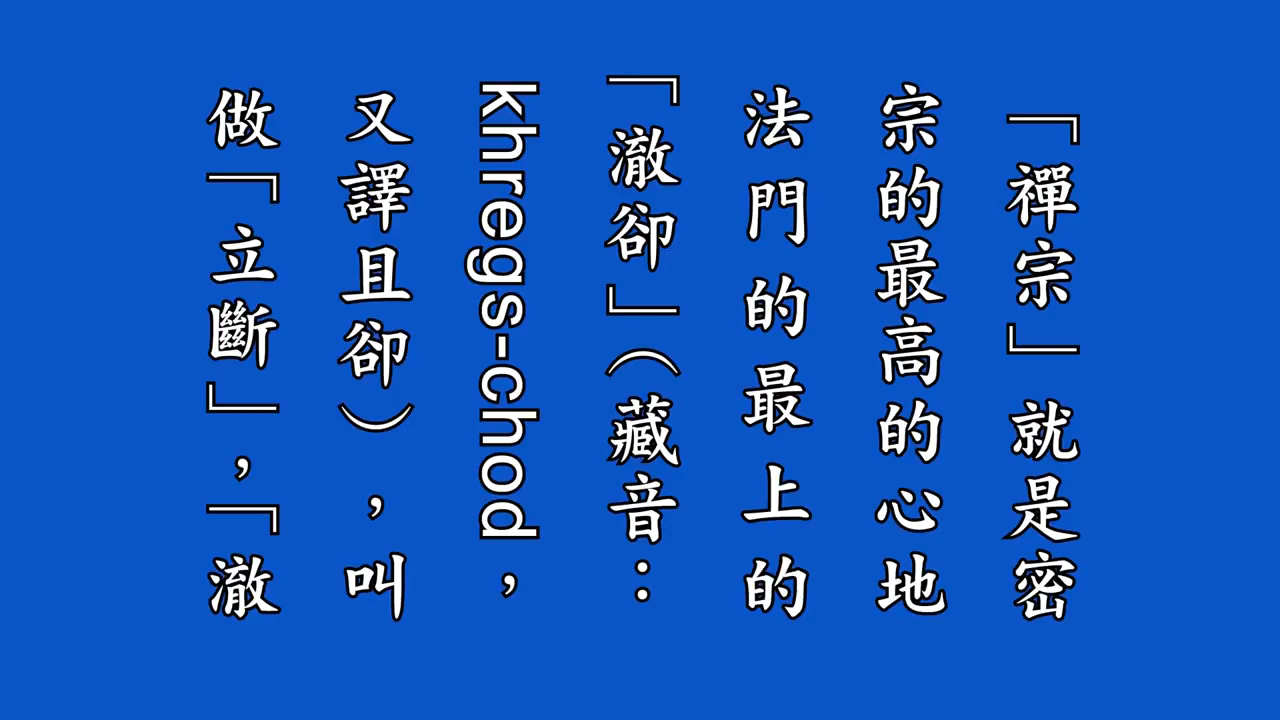 「禪宗」就是密
宗的最高的心地
法門的最上的
「澈卻」（藏音：
khregs-chod，
又譯且卻），叫
做「立斷」，「澈